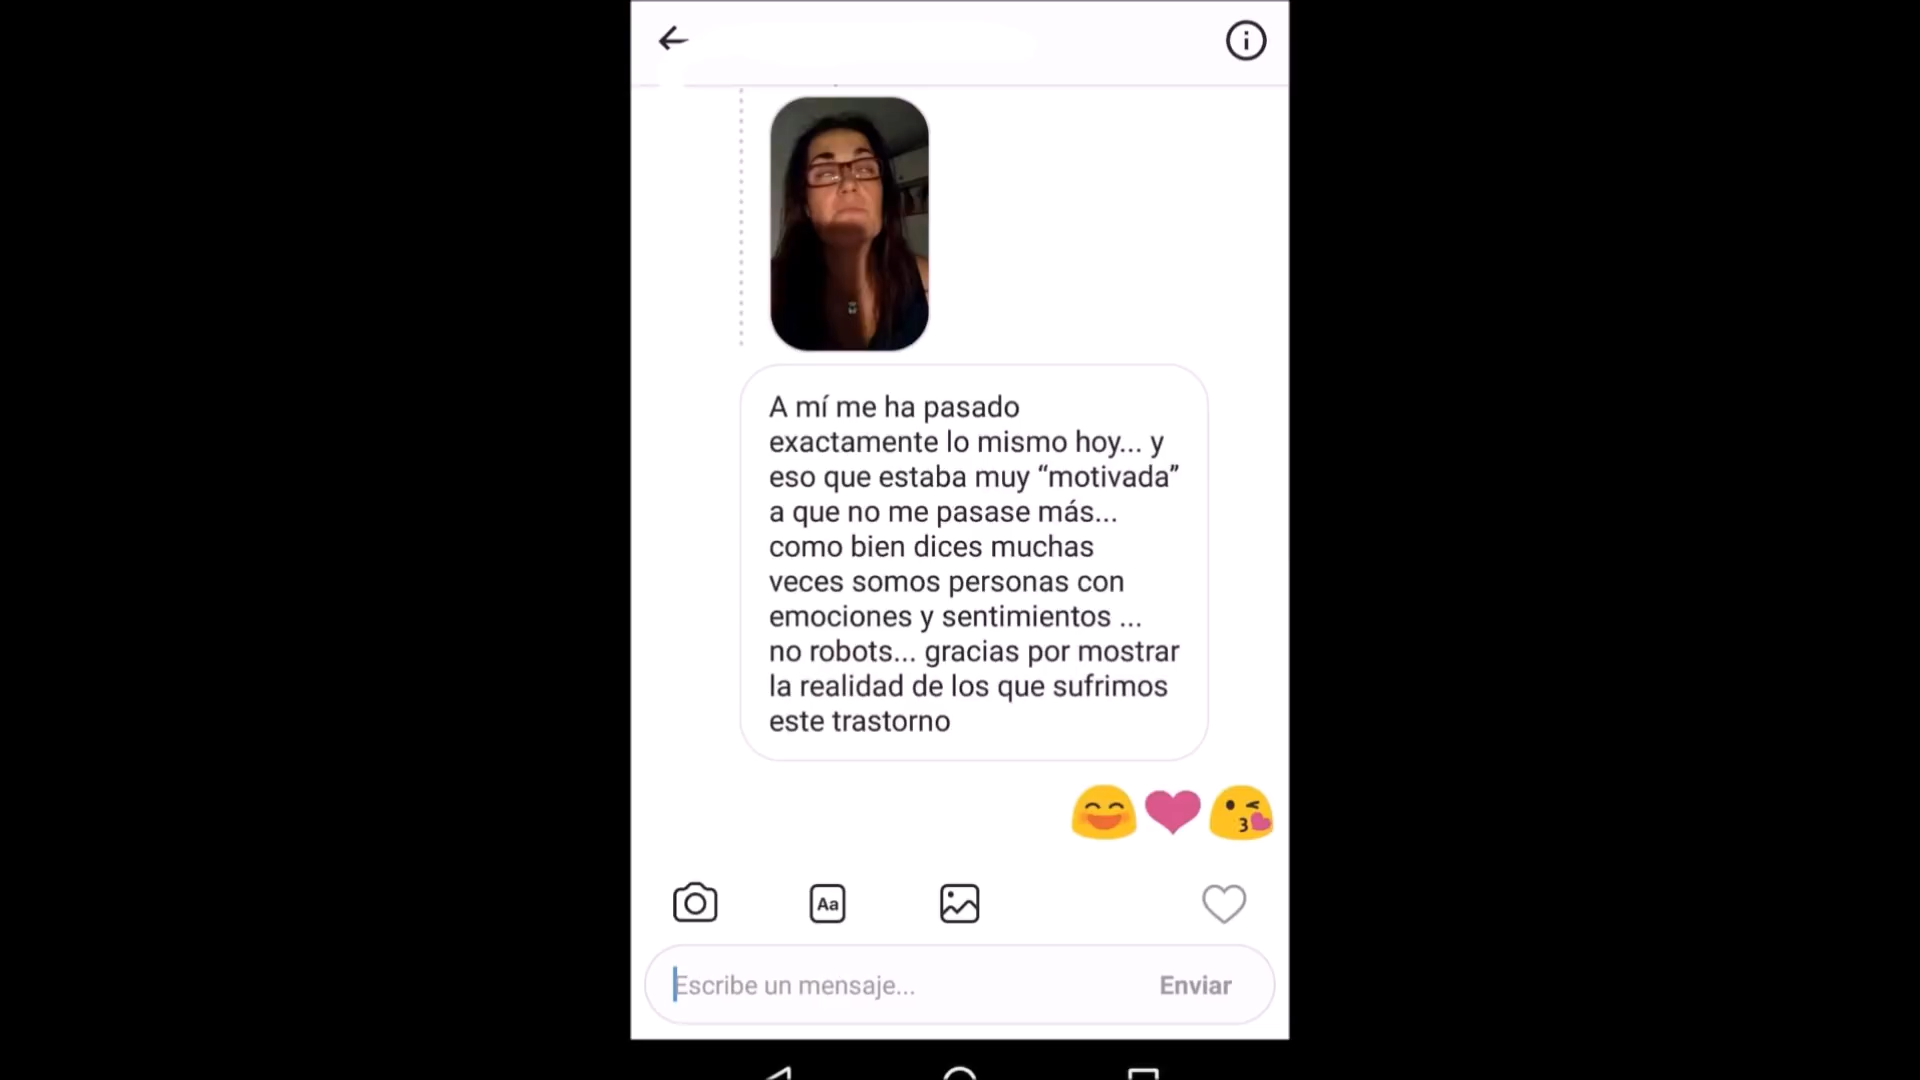 A mí me ha pasado
exactamente lo mismo hoy... y
eso que estaba muy “motivada”
a que no me pasase más...
como bien dices muchas
veces somos personas con
emociones y sentimientos ...
no robots... gracias por mostrar
la realidad de los que sufrimos
este trastorno
Aa
Escribe un mensaje... Enviar